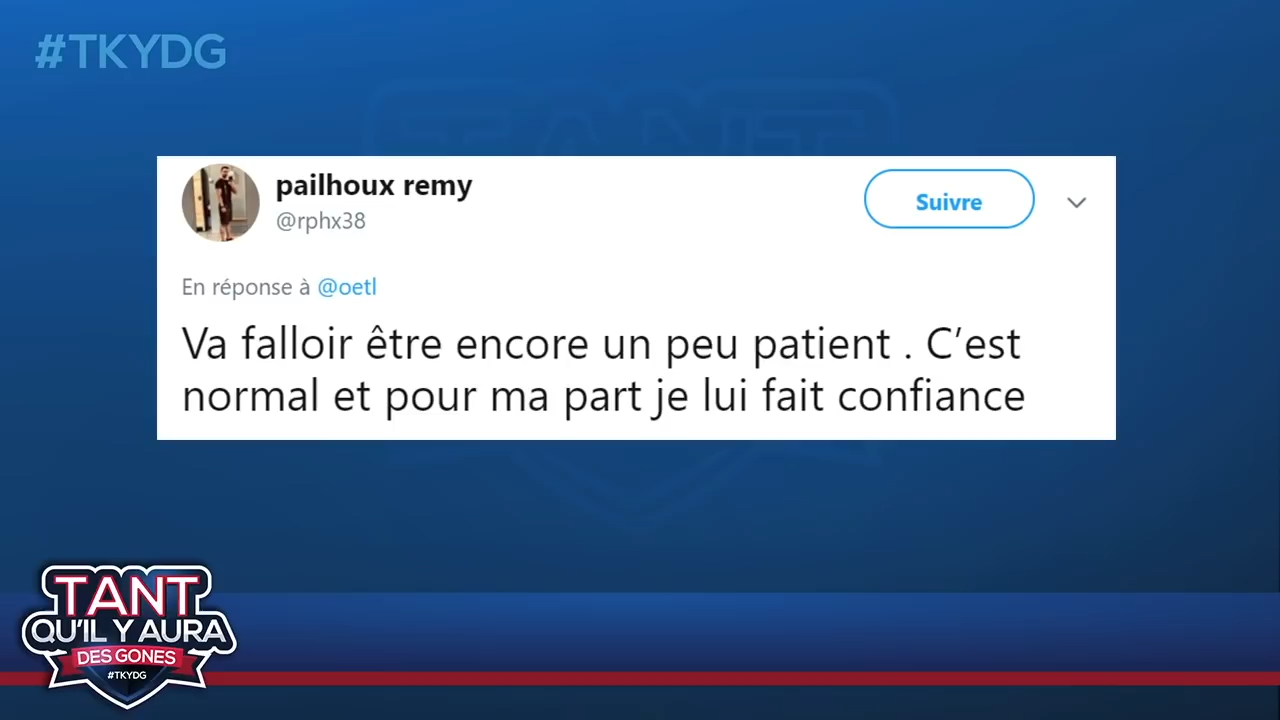 #TKYDG
pailhoux remy
@rphx38
Suivre
En réponse à @oetl
Va falloir être encore un peu patient . C’est
normal et pour ma part je lui fait confiance
TANT
QU'IL Y AURA
DES GONES
#TKYDG
TANT